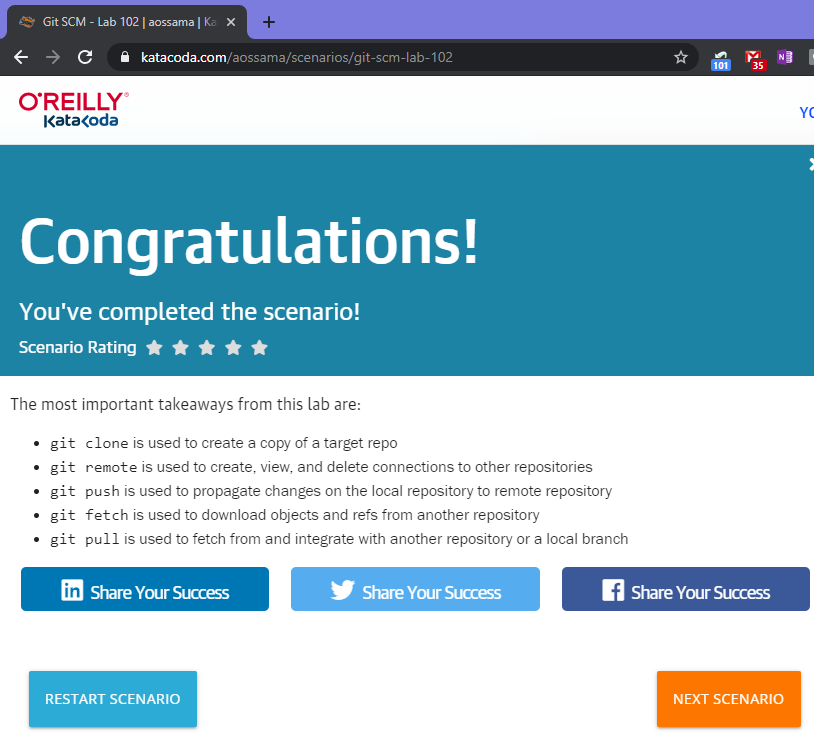 Git SCM - Lab 102 | aossama | Ka
katacoda.com/aossama/scenarios/git-scm-lab-102
101
35
N
O'REILLY®
KataKoda
YO
Congratulations!
You've completed the scenario!
Scenario Rating
The most important takeaways from this lab are:
git clone is used to create a copy of a target repo
git remote is used to create, view, and delete connections to other repositories
git push is used to propagate changes on the local repository to remote repository
git fetch is used to download objects and refs from another repository
git pull is used to fetch from and integrate with another repository or a local branch
in Share Your Success
Share Your Success
f Share Your Success
RESTART SCENARIO
NEXT SCENARIO